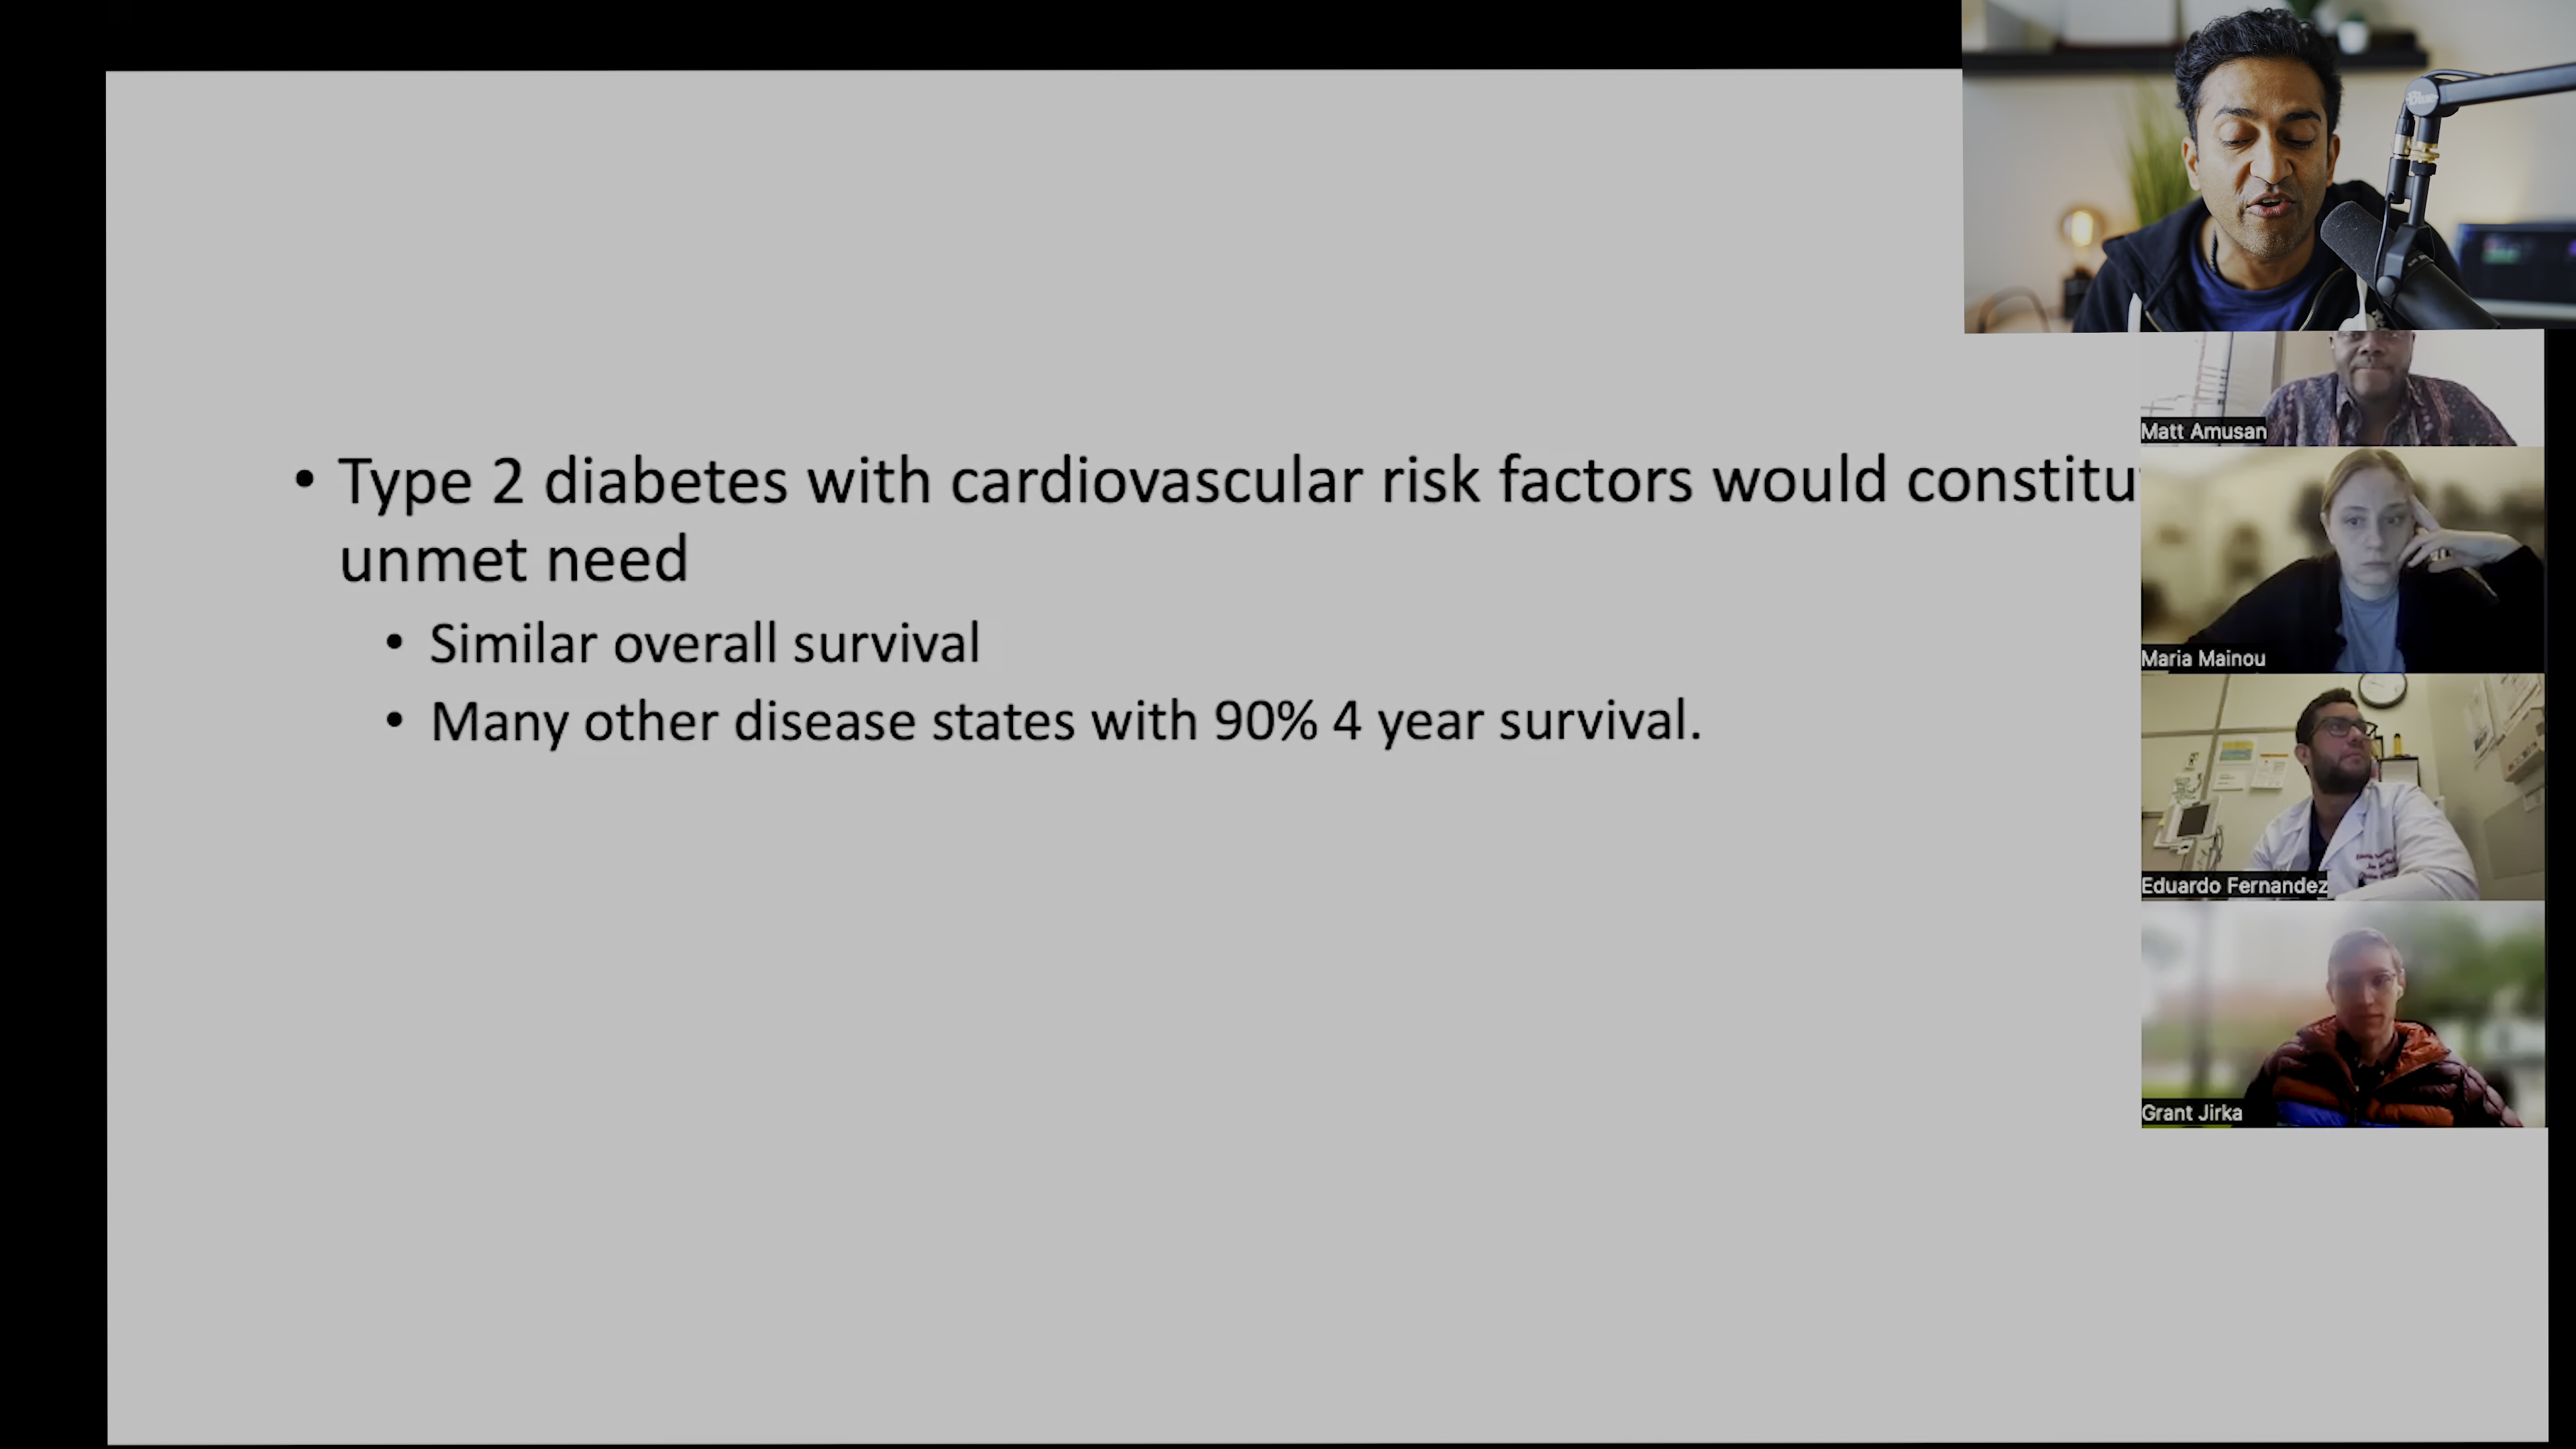 • Type 2 diabetes with cardiovascular risk factors would
unmet need
• Similar overall survival
• Many other disease states with 90% 4 year survival.
Blue
Matt Amusan
Maria Mainou
Eduardo Fernandez
Grant Jirka